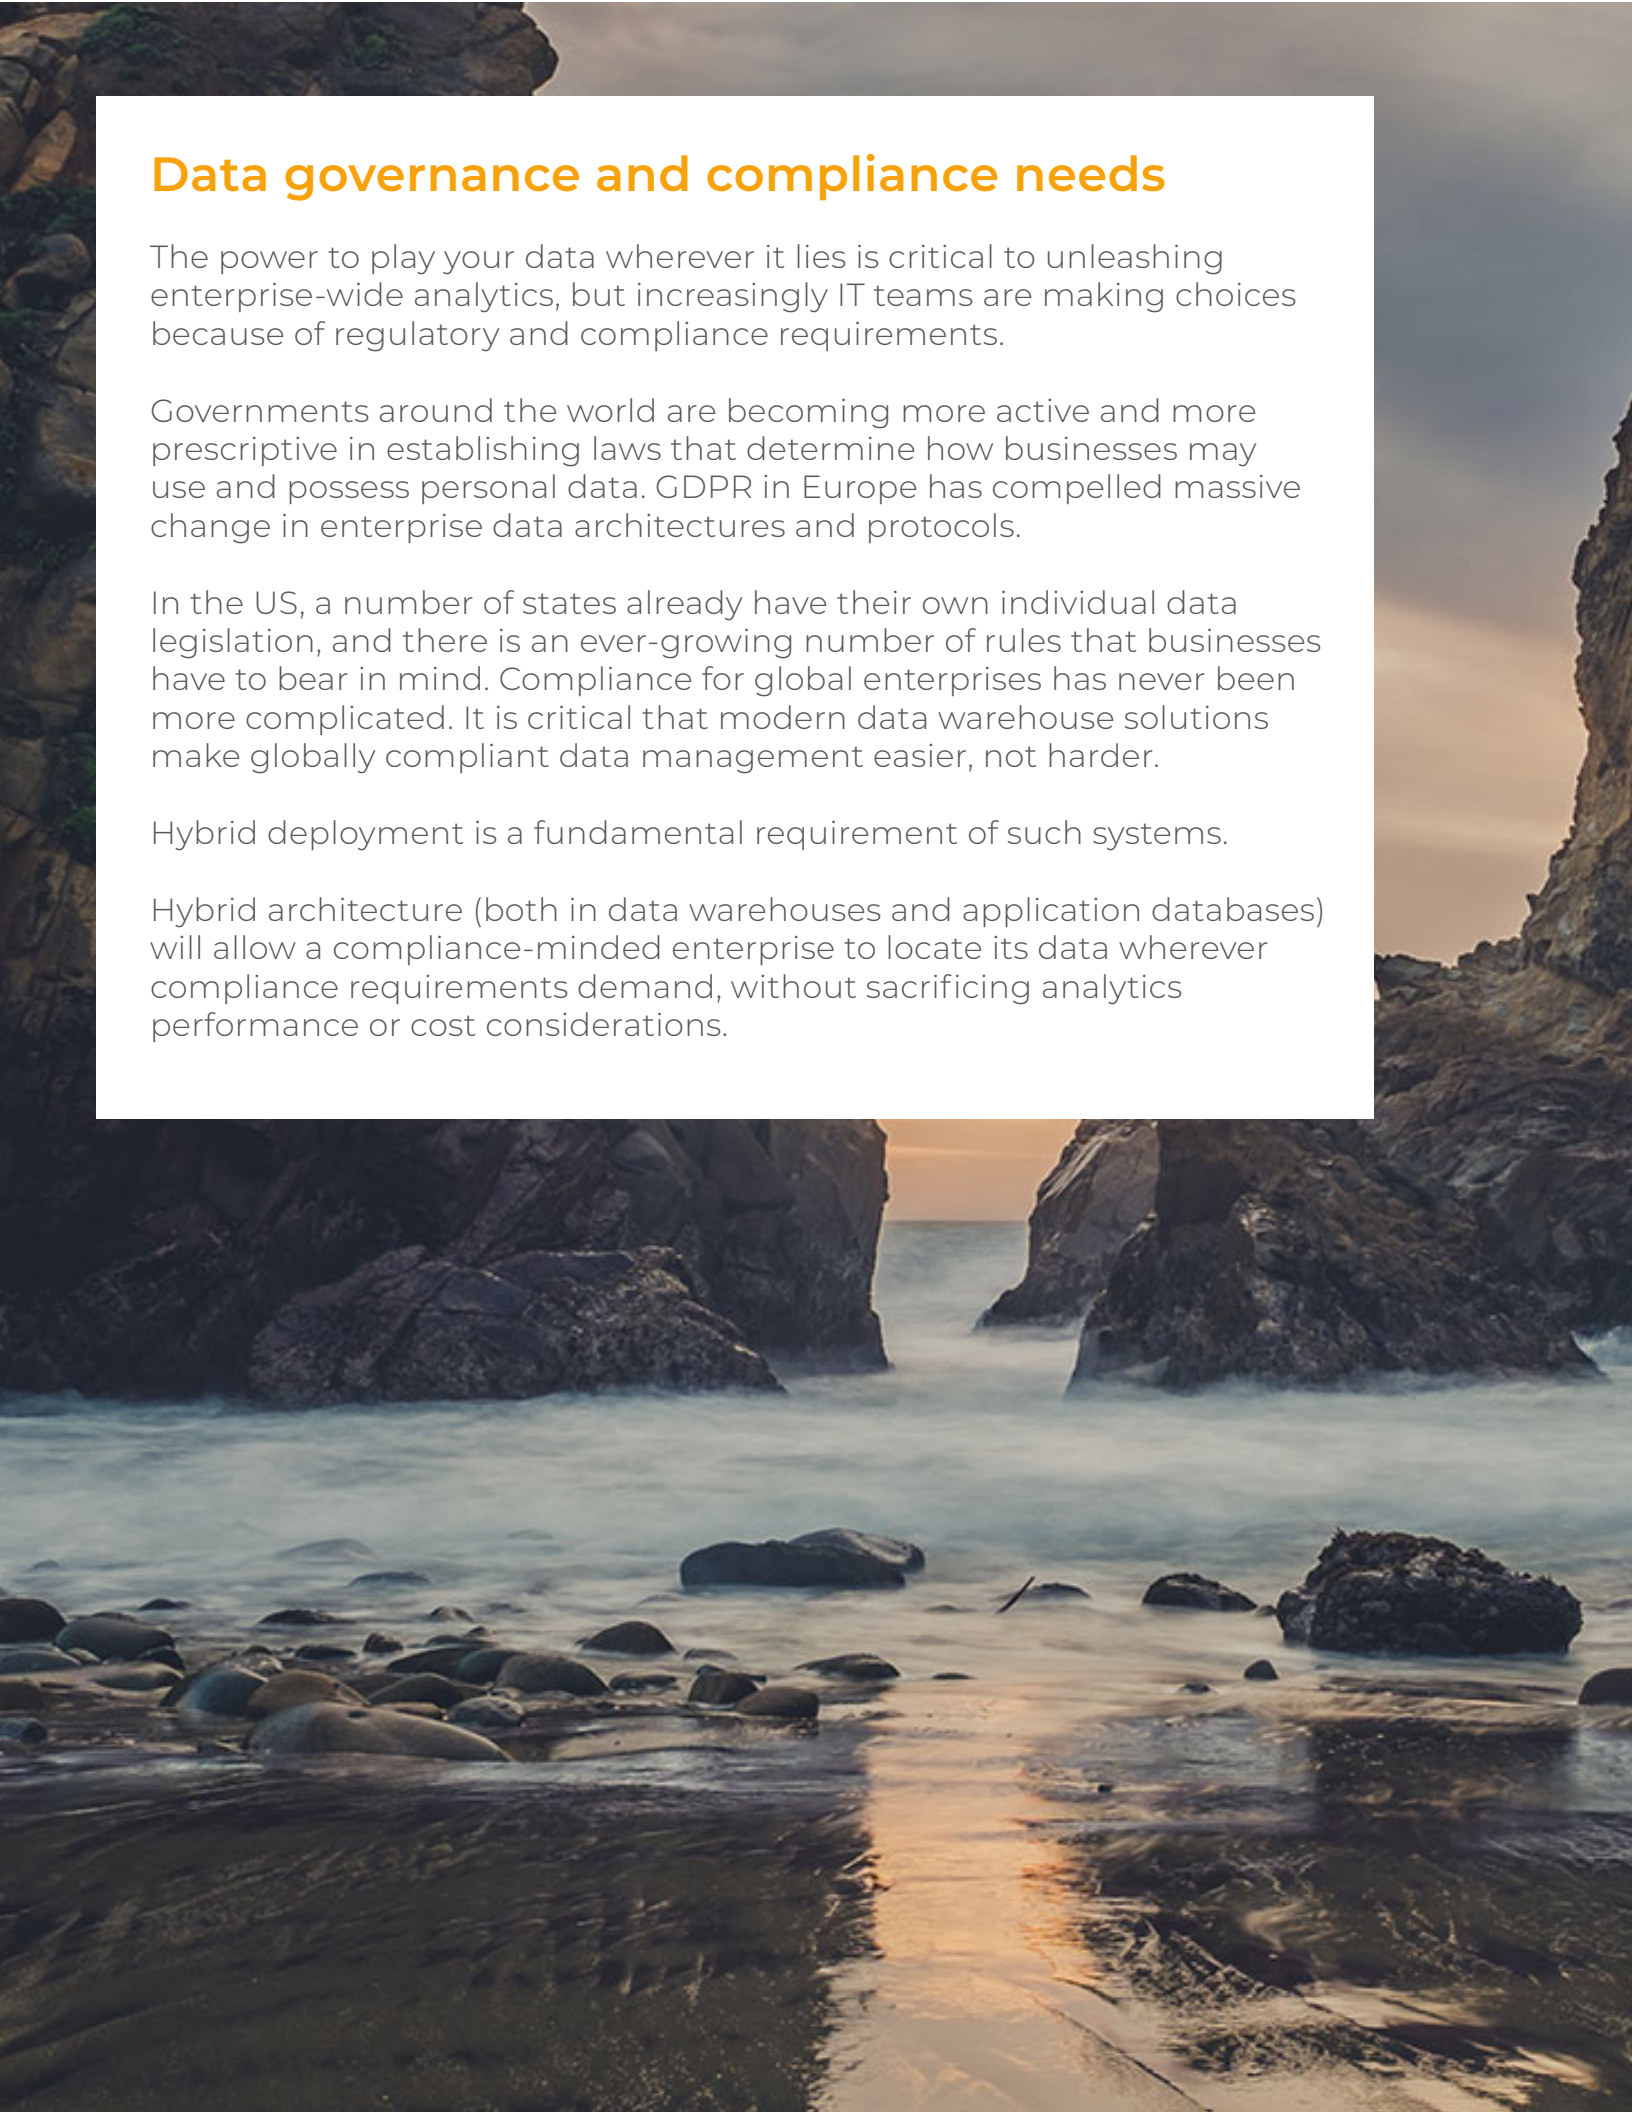 Data governance and compliance needs
The power to play your data wherever it lies is critical to unleashing
enterprise-wide analytics, but increasingly IT teams are making choices
because of regulatory and compliance requirements.
Governments around the world are becoming more active and more
prescriptive in establishing laws that determine how businesses may
use and possess personal data. GDPR in Europe has compelled massive
change in enterprise data architectures and protocols.
In the US, a number of states already have their own individual data
legislation, and there is an ever-growing number of rules that businesses
have to bear in mind. Compliance for global enterprises has never been
more complicated. It is critical that modern data warehouse solutions
make globally compliant data management easier, not harder.
Hybrid deployment is a fundamental requirement of such systems.
Hybrid architecture (both in data warehouses and application databases)
will allow a compliance-minded enterprise to locate its data wherever
compliance requirements demand, without sacrificing analytics
performance or cost considerations.